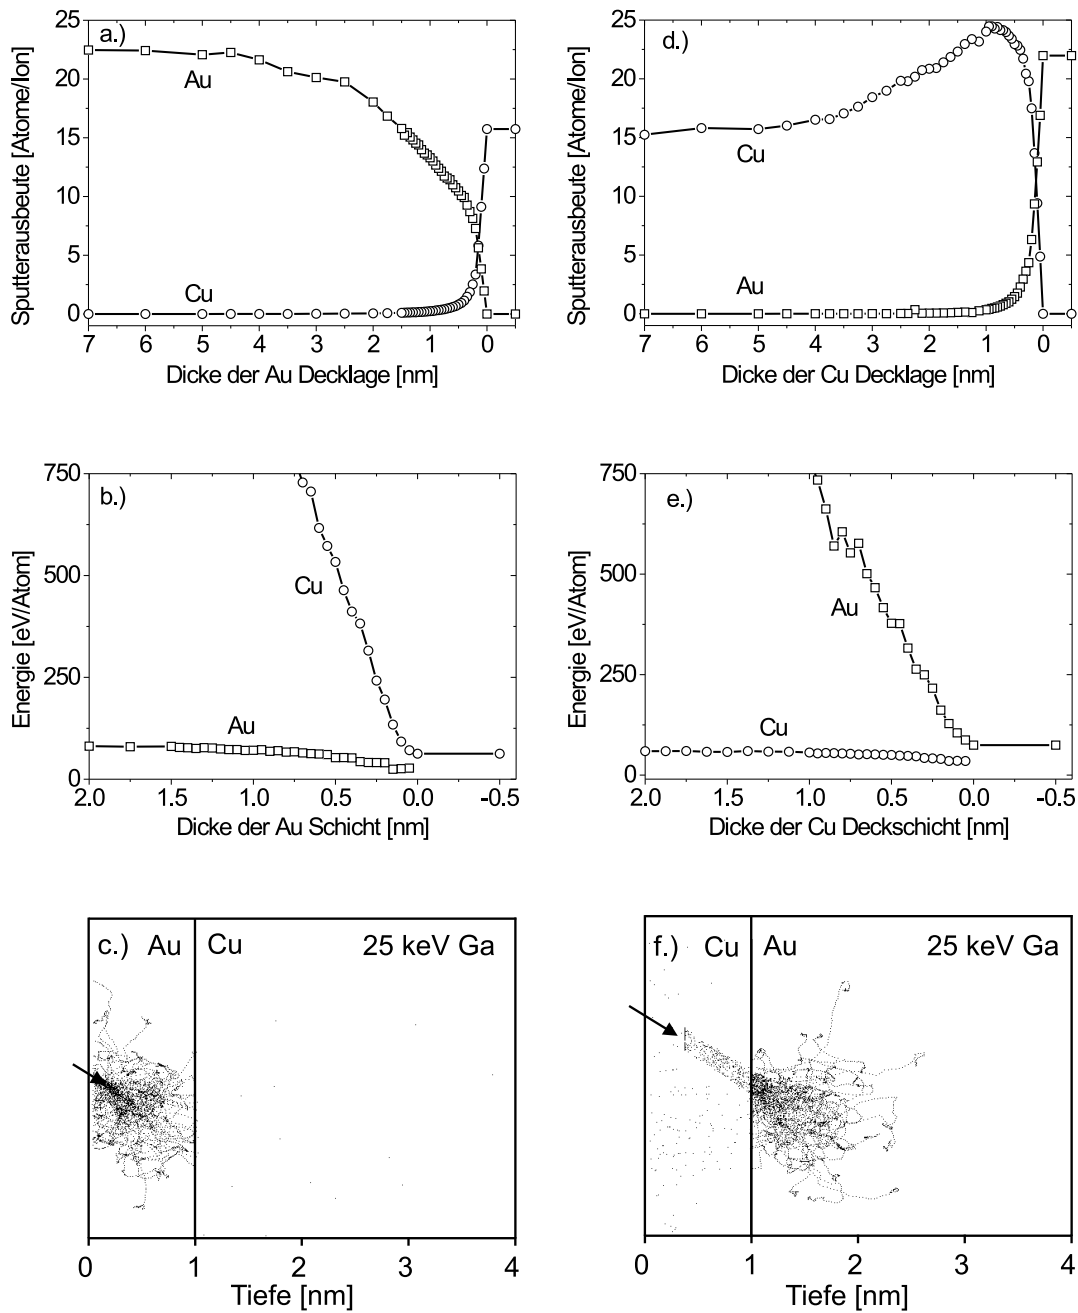 a.)
Sputterausbeute [Atome/Ion]
25
20
15
10
5
0
Au
Cu
7 6 5 4 3 2 1 0
Dicke der Au Decklage [nm]
d.)
Sputterausbeute [Atome/Ion]
25
20
15
10
5
0
Cu
Au
7 6 5 4 3 2 1 0
Dicke der Cu Decklage [nm]
b.)
Energie [eV/Atom]
750
500
250
0
Cu
Au
2.0 1.5 1.0 0.5 0.0 -0.5
Dicke der Au Schicht [nm]
e.)
Energie [eV/Atom]
750
500
250
0
Au
Cu
2.0 1.5 1.0 0.5 0.0 -0.5
Dicke der Cu Deckschicht [nm]
c.) Au Cu 25 keV Ga
0 1 2 3 4
Tiefe [nm]
f.) Cu Au 25 keV Ga
0 1 2 3 4
Tiefe [nm]